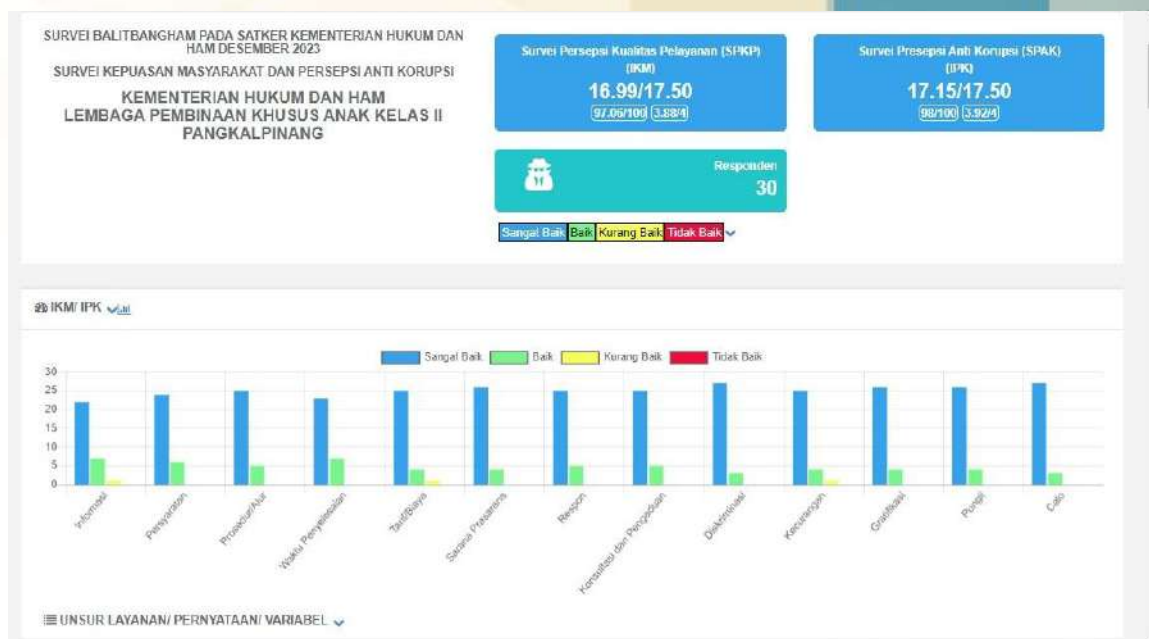 SURVEI BALITBANGHAM PADA SATKER KEMENTERIAN HUKUM DAN
HAM DESEMBER 2023
SURVEI KEPUASAN MASYARAKAT DAN PERSEPSI ANTI KORUPSI
KEMENTERIAN HUKUM DAN HAM
LEMBAGA PEMBINAAN KHUSUS ANAK KELAS II
PANGKALPINANG
Survei Persepsi Kualitas Pelayanan (SPKP)
(IKM)
16.99/17.50
97.06/100 3.88/4
Survei Presepsi Anti Korupsi (SPAK)
(IPK)
17.15/17.50
98/100 3.92/4
Responden
30
Sangat Baik Baik Kurang Baik Tidak Baik
IKM/ IPK
Sangat Baik Baik Kurang Baik Tidak Baik
30
25
20
15
10
5
0
Informasi
Persyaratan
Prosedur/Alur
Waktu Penyelesaian
Tarif/Biaya
Sarana Prasarana
Respon
Konsultasi dan Pengaduan
Diskriminasi
Kecurangan
Gratifikasi
Pungli
Calo
UNSUR LAYANAN/ PERNYATAAN/ VARIABEL